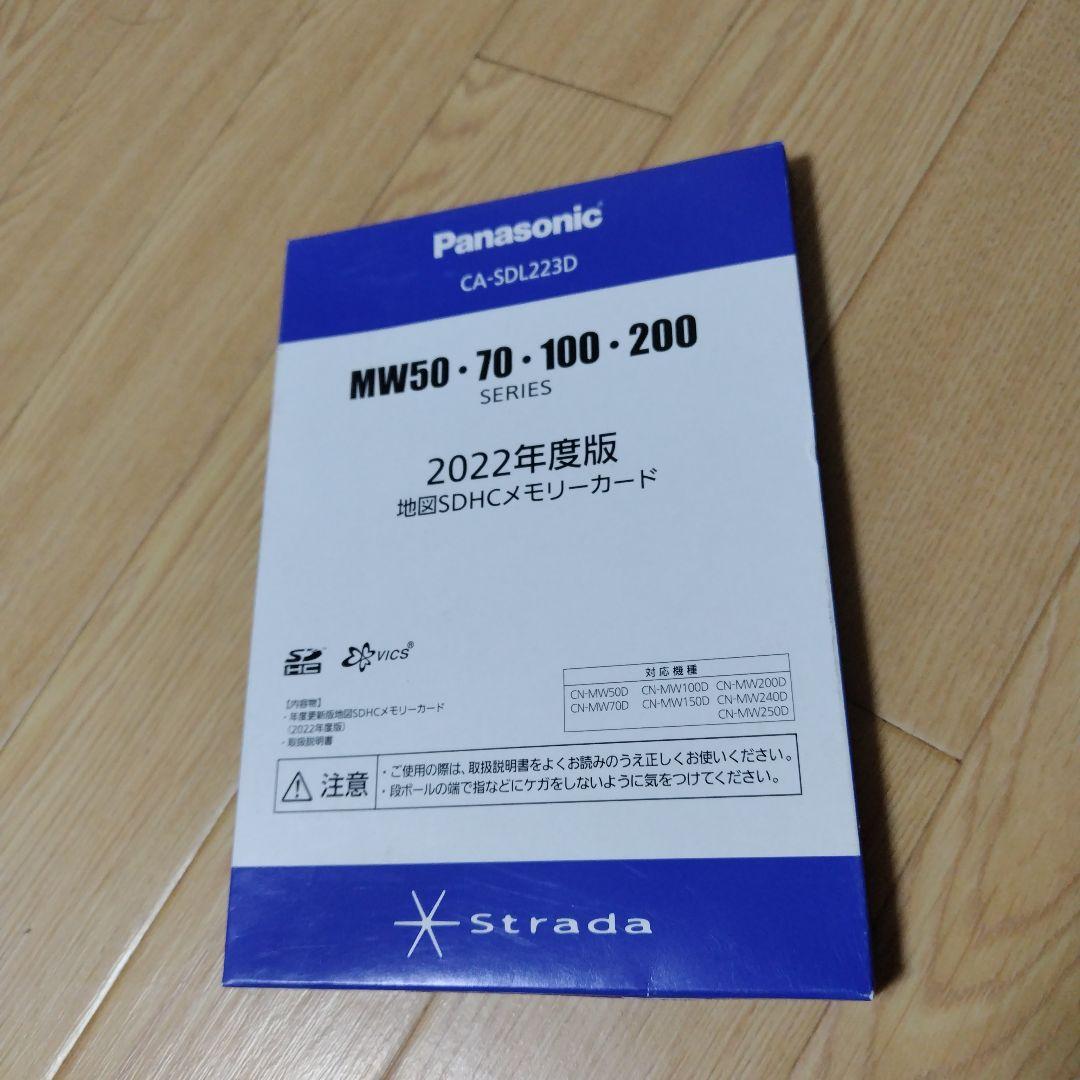 Panasonic
CA-SDL223D
MW50・70・100・200
SERIES
2022年度版
地図SDHCメモリーカード
SD HC VICS®
【内容物】
・年度更新版地図SDHCメモリーカード
(2022年度版)
・取扱説明書
対応機種
CN-MW50D CN-MW100D CN-MW200D
CN-MW70D CN-MW150D CN-MW240D
CN-MW250D
注意
・ご使用の際は、取扱説明書をよくお読みのうえ正しくお使いください。
・段ボールの端で指などにケガをしないように気をつけてください。
Strada